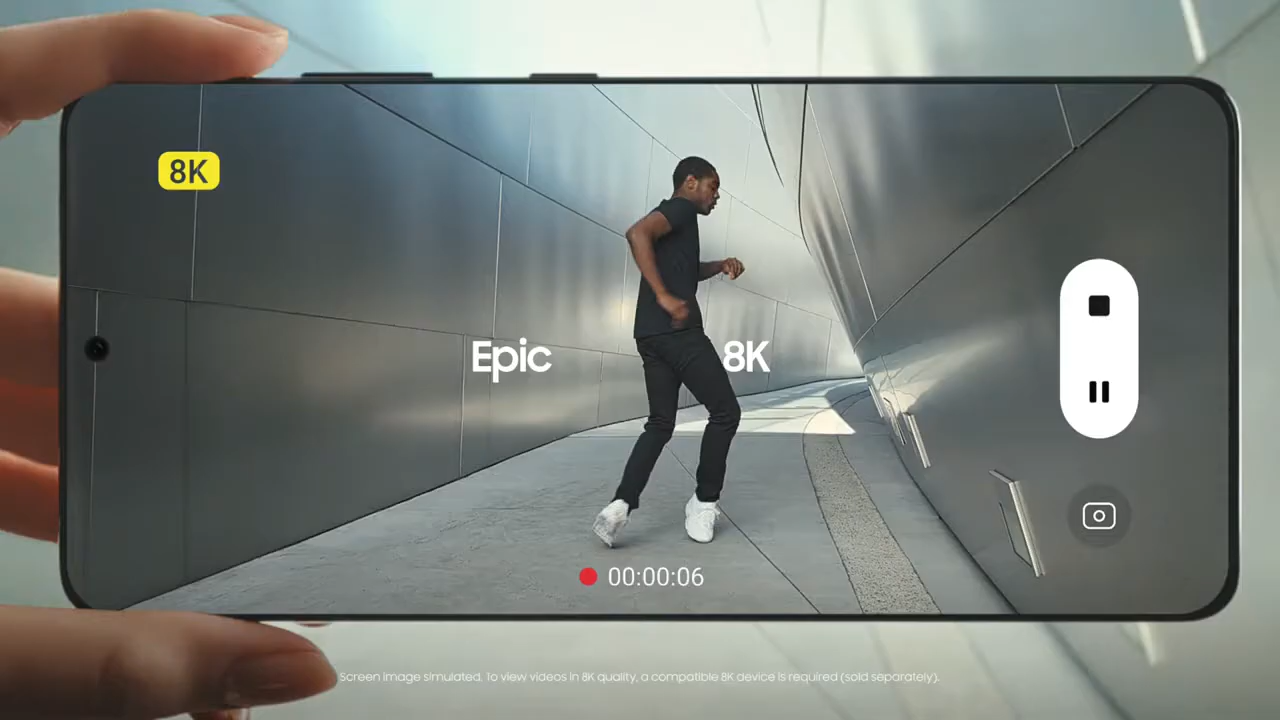 8K
Epic 8K
00:00:06
Screen image simulated. To view videos in 8K quality, a compatible 8K device is required (sold separately).